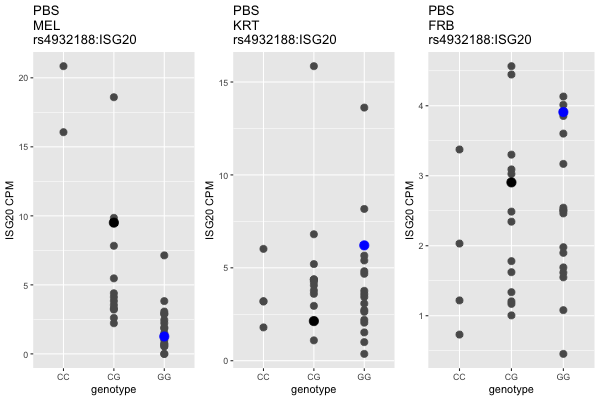 PBS
MEL
rs4932188:ISG20
20
15
10
5
0
ISG20 CPM
CC
CG
GG
genotype
PBS
KRT
rs4932188:ISG20
15
10
5
0
ISG20 CPM
CC
CG
GG
genotype
PBS
FRB
rs4932188:ISG20
4
3
2
1
ISG20 CPM
CC
CG
GG
genotype